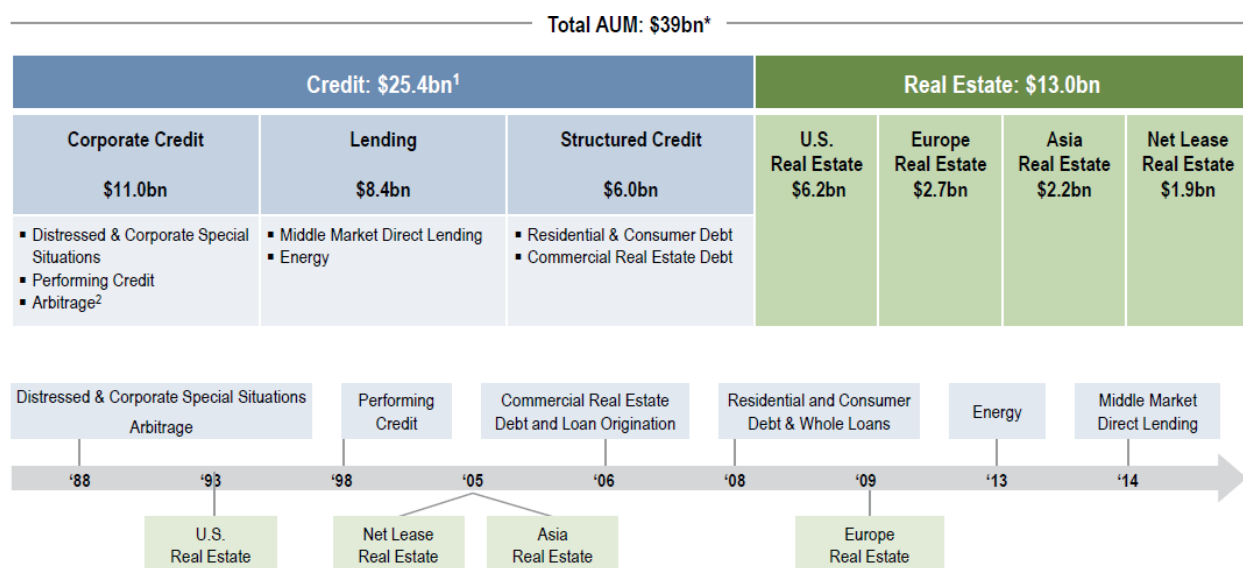 Total AUM: $39bn*
Credit: $25.4bn1
Real Estate: $13.0bn
Corporate Credit
$11.0bn
Lending
$8.4bn
Structured Credit
$6.0bn
U.S.
Real Estate
$6.2bn
Europe
Real Estate
$2.7bn
Asia
Real Estate
$2.2bn
Net Lease
Real Estate
$1.9bn
▪ Distressed & Corporate Special
Situations
▪ Performing Credit
▪ Arbitrage2
▪ Middle Market Direct Lending
▪ Energy
▪ Residential & Consumer Debt
▪ Commercial Real Estate Debt
Distressed & Corporate Special Situations
Arbitrage
Performing
Credit
Commercial Real Estate
Debt and Loan Origination
Residential and Consumer
Debt & Whole Loans
Energy
Middle Market
Direct Lending
‘88
‘93
‘98
‘05
‘06
‘08
‘09
‘13
‘14
U.S.
Real Estate
Net Lease
Real Estate
Asia
Real Estate
Europe
Real Estate